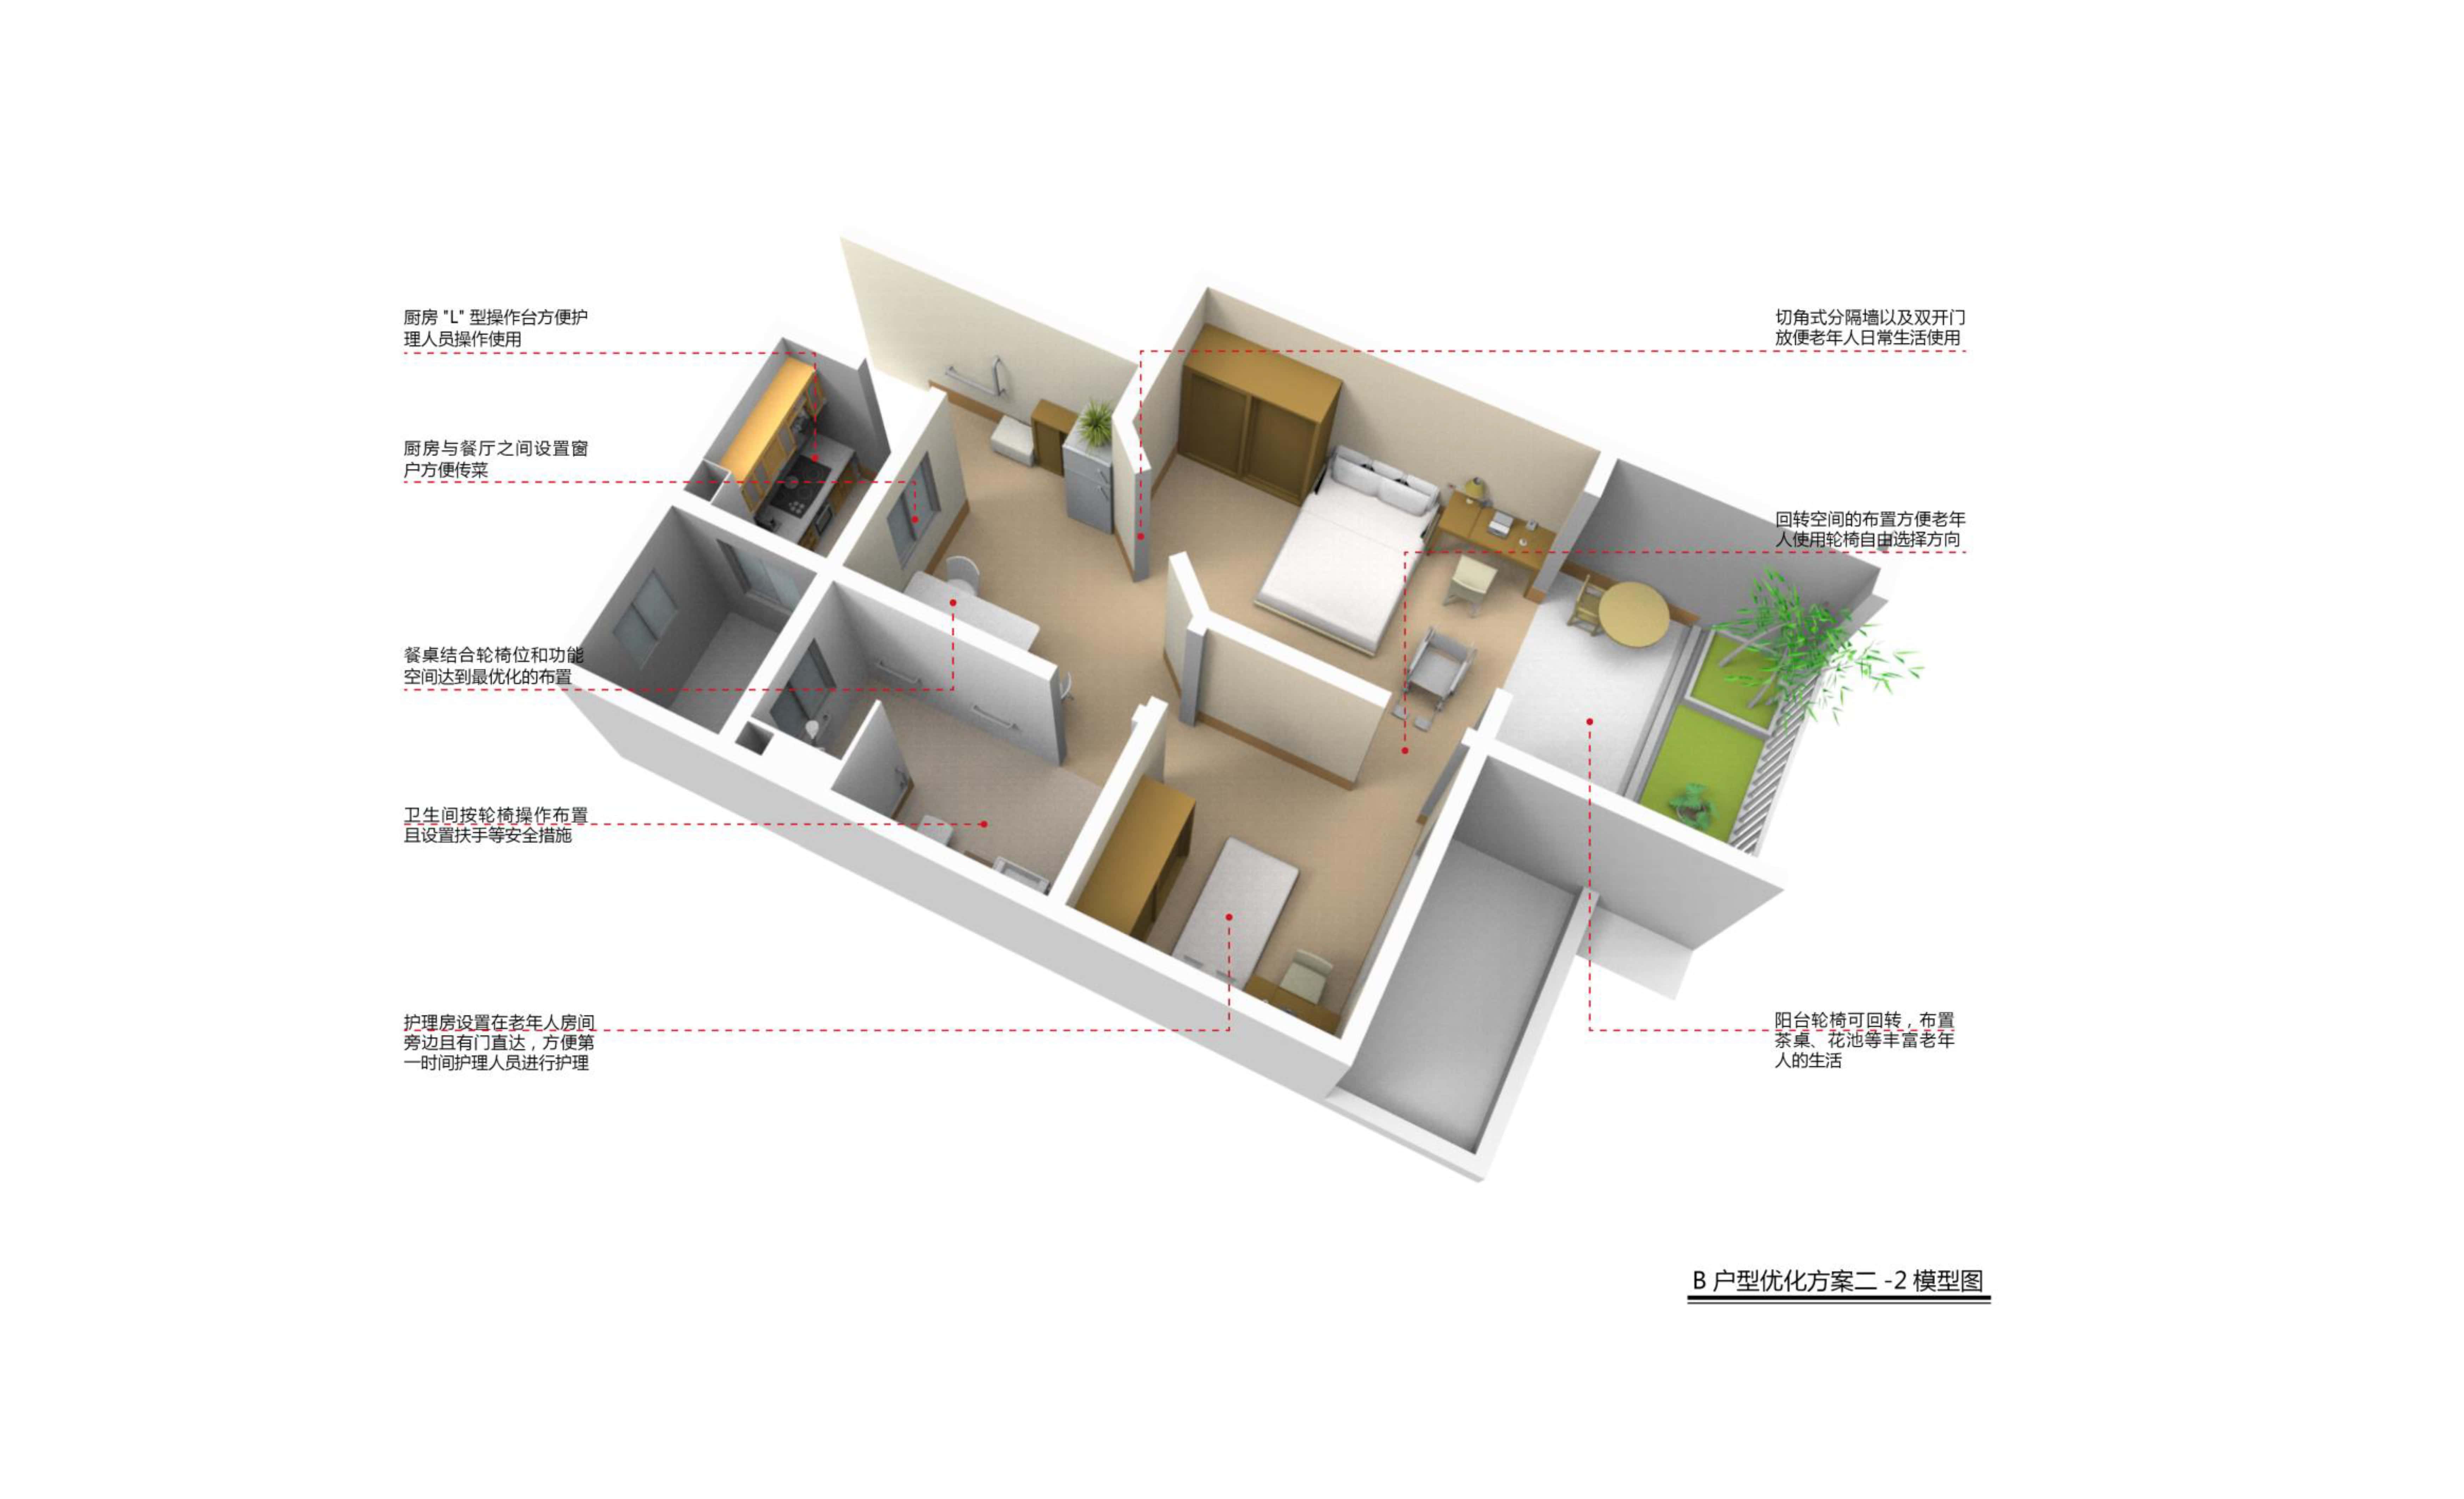 厨房 "L" 型操作台方便护
理人员操作使用
厨房与餐厅之间设置窗
户方便传菜
餐桌结合轮椅位和功能
空间达到最优化的布置
卫生间按轮椅操作布置
且设置扶手等安全措施
护理房设置在老年人房间
旁边且有门直达，方便第
一时间护理人员进行护理
切角式分隔墙以及双开门
放便老年人日常生活使用
回转空间的布置方便老年
人使用轮椅自由选择方向
阳台轮椅可回转，布置
茶桌、花池等丰富老年
人的生活
B 户型优化方案二 -2 模型图